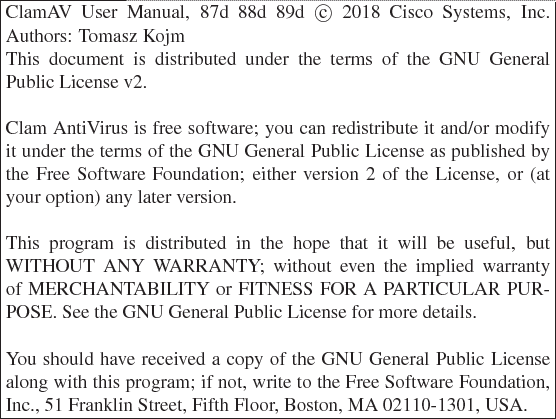 ClamAV User Manual, 87d 88d 89d © 2018 Cisco Systems, Inc.
Authors: Tomasz Kojm
This document is distributed under the terms of the GNU General
Public License v2.
Clam AntiVirus is free software; you can redistribute it and/or modify
it under the terms of the GNU General Public License as published by
the Free Software Foundation; either version 2 of the License, or (at
your option) any later version.
This program is distributed in the hope that it will be useful, but
WITHOUT ANY WARRANTY; without even the implied warranty
of MERCHANTABILITY or FITNESS FOR A PARTICULAR PUR-
POSE. See the GNU General Public License for more details.
You should have received a copy of the GNU General Public License
along with this program; if not, write to the Free Software Foundation,
Inc., 51 Franklin Street, Fifth Floor, Boston, MA 02110-1301, USA.